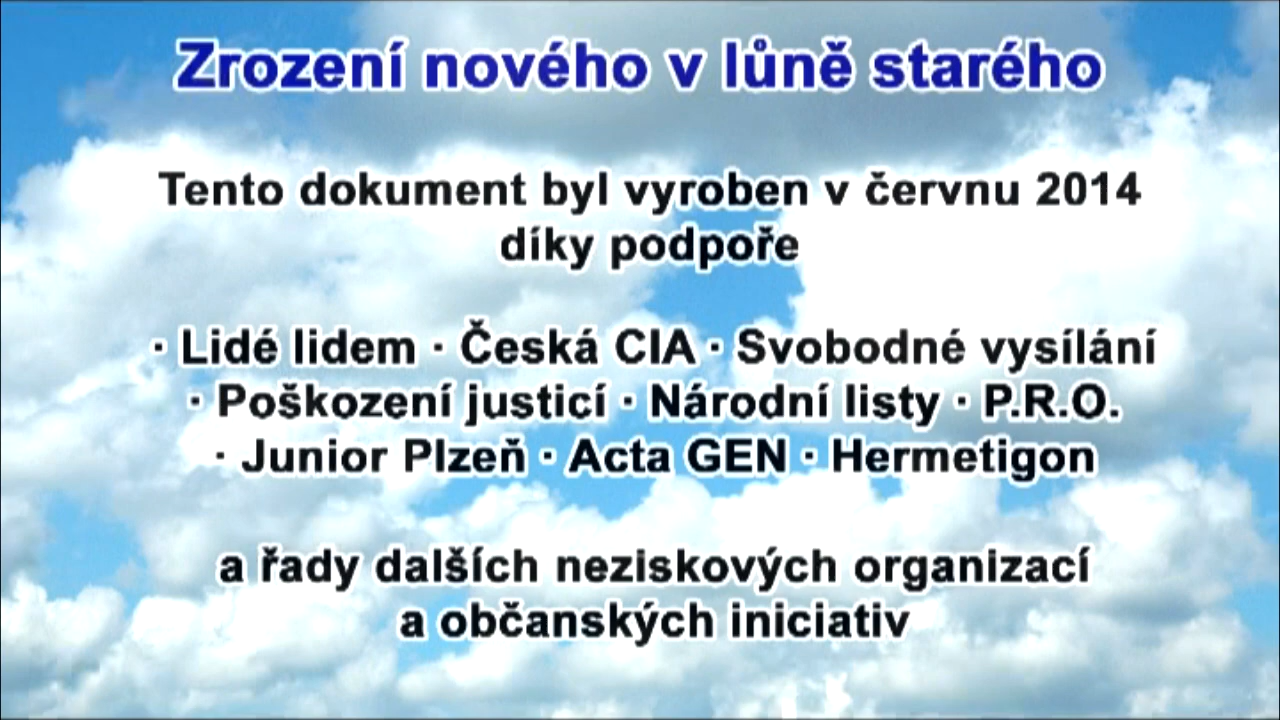 Zrození nového v lůně starého
Tento dokument byl vyroben v červnu 2014
díky podpoře
· Lidé lidem · Česká CIA · Svobodné vysílání
· Poškození justicí · Národní listy · P.R.O.
· Junior Plzeň · Acta GEN · Hermetigon
a řady dalších neziskových organizací
a občanských iniciativ